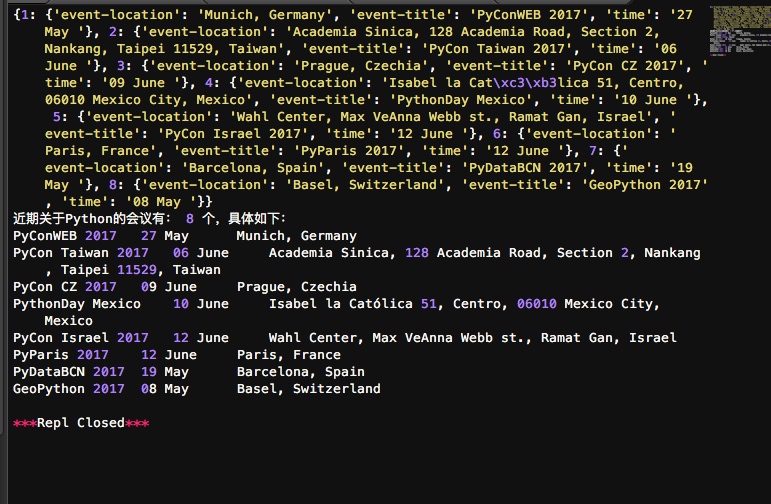 {1: {'event-location': 'Munich, Germany', 'event-title': 'PyConWEB 2017', 'time': '27
May '}, 2: {'event-location': 'Academia Sinica, 128 Academia Road, Section 2,
Nankang, Taipei 11529, Taiwan', 'event-title': 'PyCon Taiwan 2017', 'time': '06
June '}, 3: {'event-location': 'Prague, Czechia', 'event-title': 'PyCon CZ 2017', '
time': '09 June '}, 4: {'event-location': 'Isabel la Cat\xc3\xb3lica 51, Centro,
06010 Mexico City, Mexico', 'event-title': 'PythonDay Mexico', 'time': '10 June '},
5: {'event-location': 'Wahl Center, Max VeAnna Webb st., Ramat Gan, Israel', '
event-title': 'PyCon Israel 2017', 'time': '12 June '}, 6: {'event-location': '
Paris, France', 'event-title': 'PyParis 2017', 'time': '12 June '}, 7: {'
event-location': 'Barcelona, Spain', 'event-title': 'PyDataBCN 2017', 'time': '19
May '}, 8: {'event-location': 'Basel, Switzerland', 'event-title': 'GeoPython 2017'
, 'time': '08 May '}}
近期关于Python的会议有： 8 个，具体如下：
PyConWEB 2017   27 May      Munich, Germany
PyCon Taiwan 2017   06 June     Academia Sinica, 128 Academia Road, Section 2, Nankang
, Taipei 11529, Taiwan
PyCon CZ 2017   09 June     Prague, Czechia
PythonDay Mexico    10 June     Isabel la Católica 51, Centro, 06010 Mexico City,
Mexico
PyCon Israel 2017   12 June     Wahl Center, Max VeAnna Webb st., Ramat Gan, Israel
PyParis 2017    12 June     Paris, France
PyDataBCN 2017  19 May      Barcelona, Spain
GeoPython 2017  08 May      Basel, Switzerland
***Repl Closed***